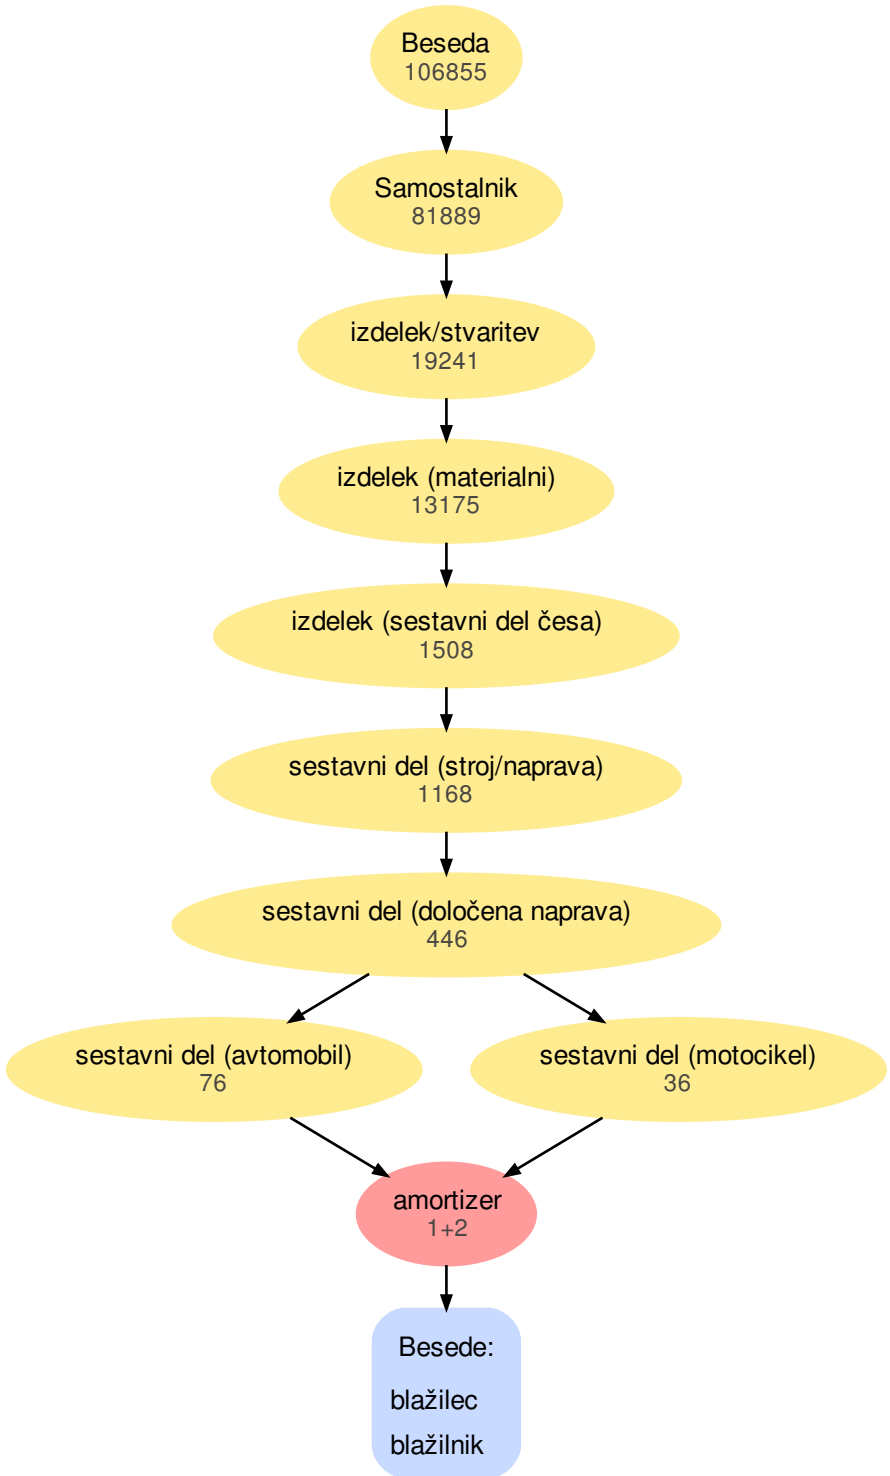 Beseda
106855
Samostalnik
81889
izdelek/stvaritev
19241
izdelek (materialni)
13175
izdelek (sestavni del česa)
1508
sestavni del (stroj/naprava)
1168
sestavni del (določena naprava)
446
sestavni del (avtomobil)
76
sestavni del (motocikel)
36
amortizer
1+2
Besede:
blažilec
blažilnik